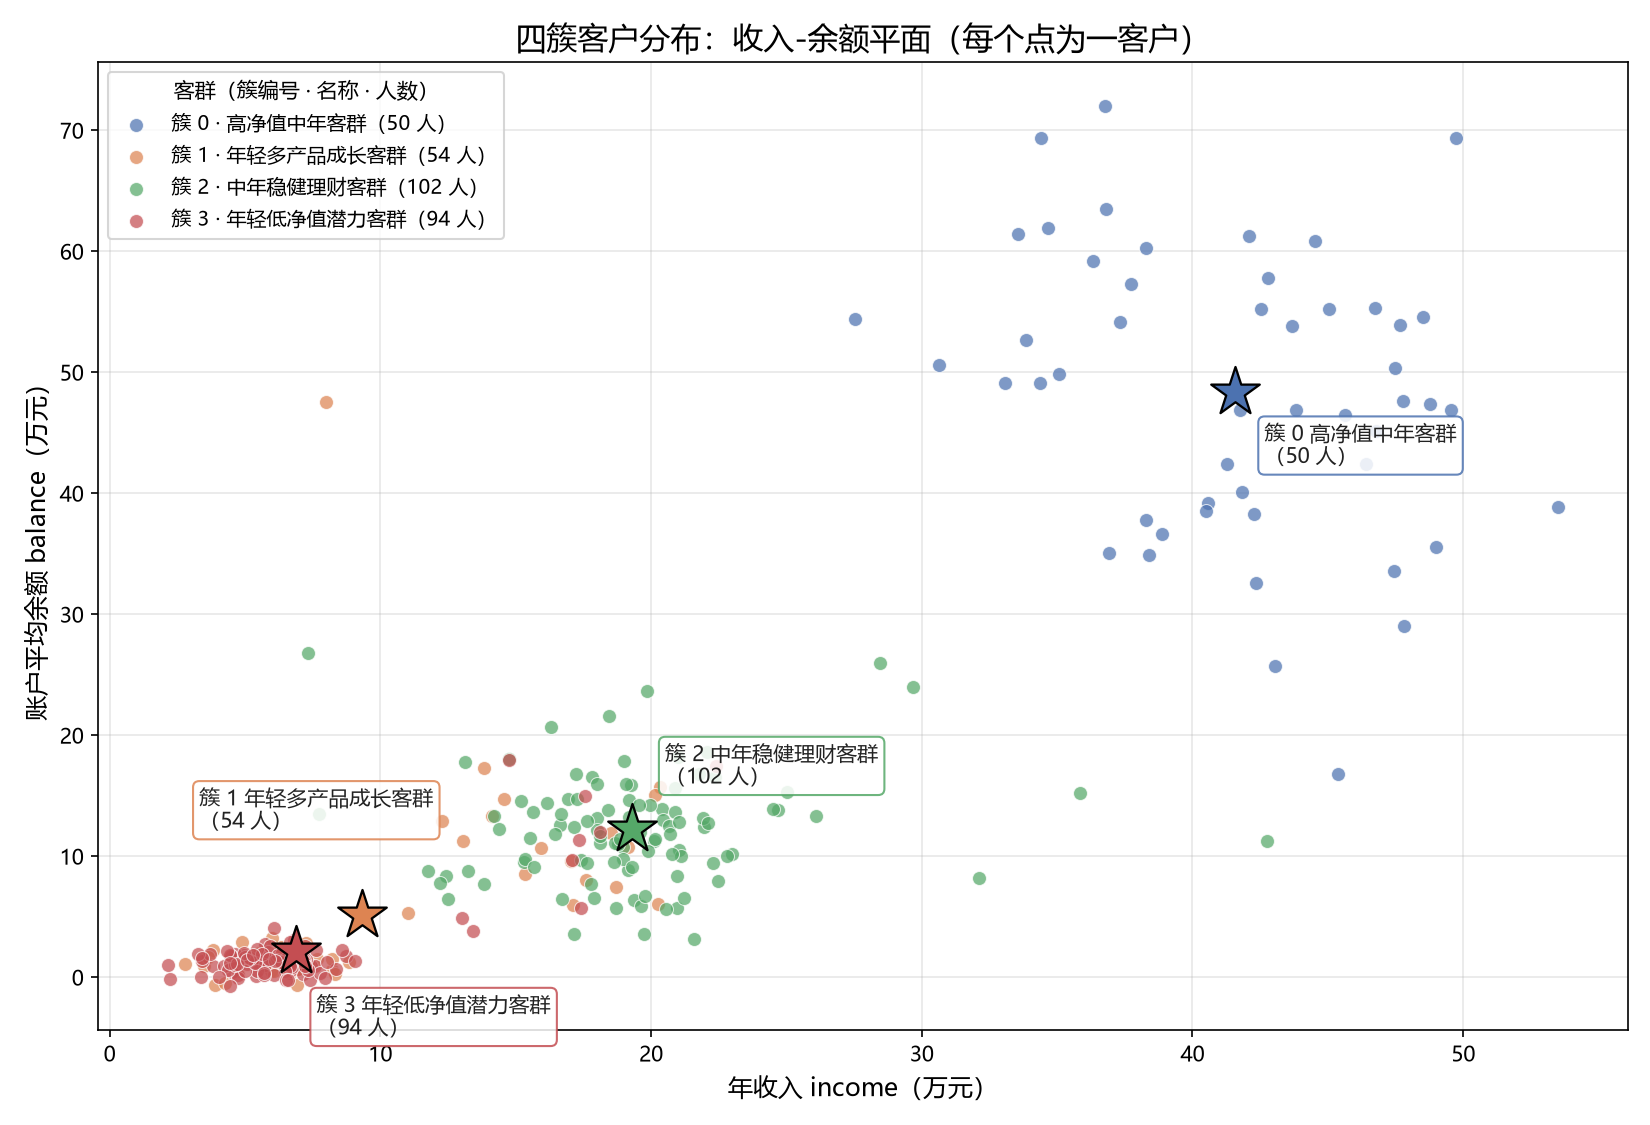 四簇客户分布：收入-余额平面（每个点为一客户）
客群（簇编号 · 名称 · 人数）
簇 0 · 高净值中年客群（50 人）
簇 1 · 年轻多产品成长客群（54 人）
簇 2 · 中年稳健理财客群（102 人）
簇 3 · 年轻低净值潜力客群（94 人）
账户平均余额 balance（万元）
70
60
50
40
30
20
10
0
簇 0 高净值中年客群
（50 人）
簇 2 中年稳健理财客群
（102 人）
簇 1 年轻多产品成长客群
（54 人）
簇 3 年轻低净值潜力客群
（94 人）
0
10
20
30
40
50
年收入 income（万元）